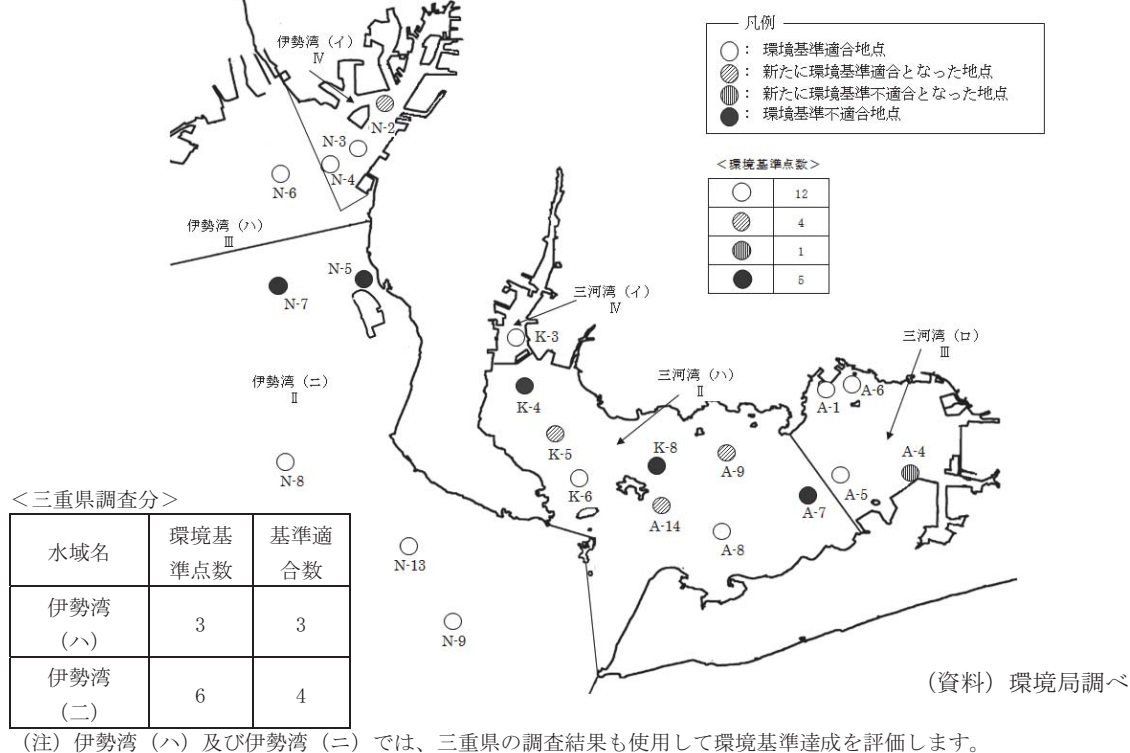 凡例
○： 環境基準適合地点
： 新たに環境基準適合となった地点
： 新たに環境基準不適合となった地点
●： 環境基準不適合地点
＜環境基準点数＞
12
4
1
5
伊勢湾（イ）
Ⅳ
N-2
N-3
N-4
N-6
伊勢湾（ハ）
Ⅲ
N-5
N-7
伊勢湾（ニ）
Ⅱ
N-8
N-13
N-9
三河湾（イ）
Ⅳ
K-3
K-4
K-5
K-6
三河湾（ハ）
Ⅱ
K-8
A-9
A-14
A-8
A-7
三河湾（ロ）
Ⅲ
A-1
A-6
A-4
A-5
＜三重県調査分＞
水域名 環境基準点数 基準適合数
伊勢湾（ハ） 3 3
伊勢湾（ニ） 6 4
（資料）環境局調べ
（注）伊勢湾（ハ）及び伊勢湾（ニ）では、三重県の調査結果も使用して環境基準達成を評価します。